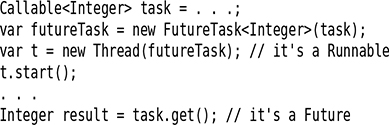 Callable<Integer> task = . . .;
var futureTask = new FutureTask<Integer>(task);
var t = new Thread(futureTask); // it's a Runnable
t.start();
. . .
Integer result = task.get(); // it's a Future